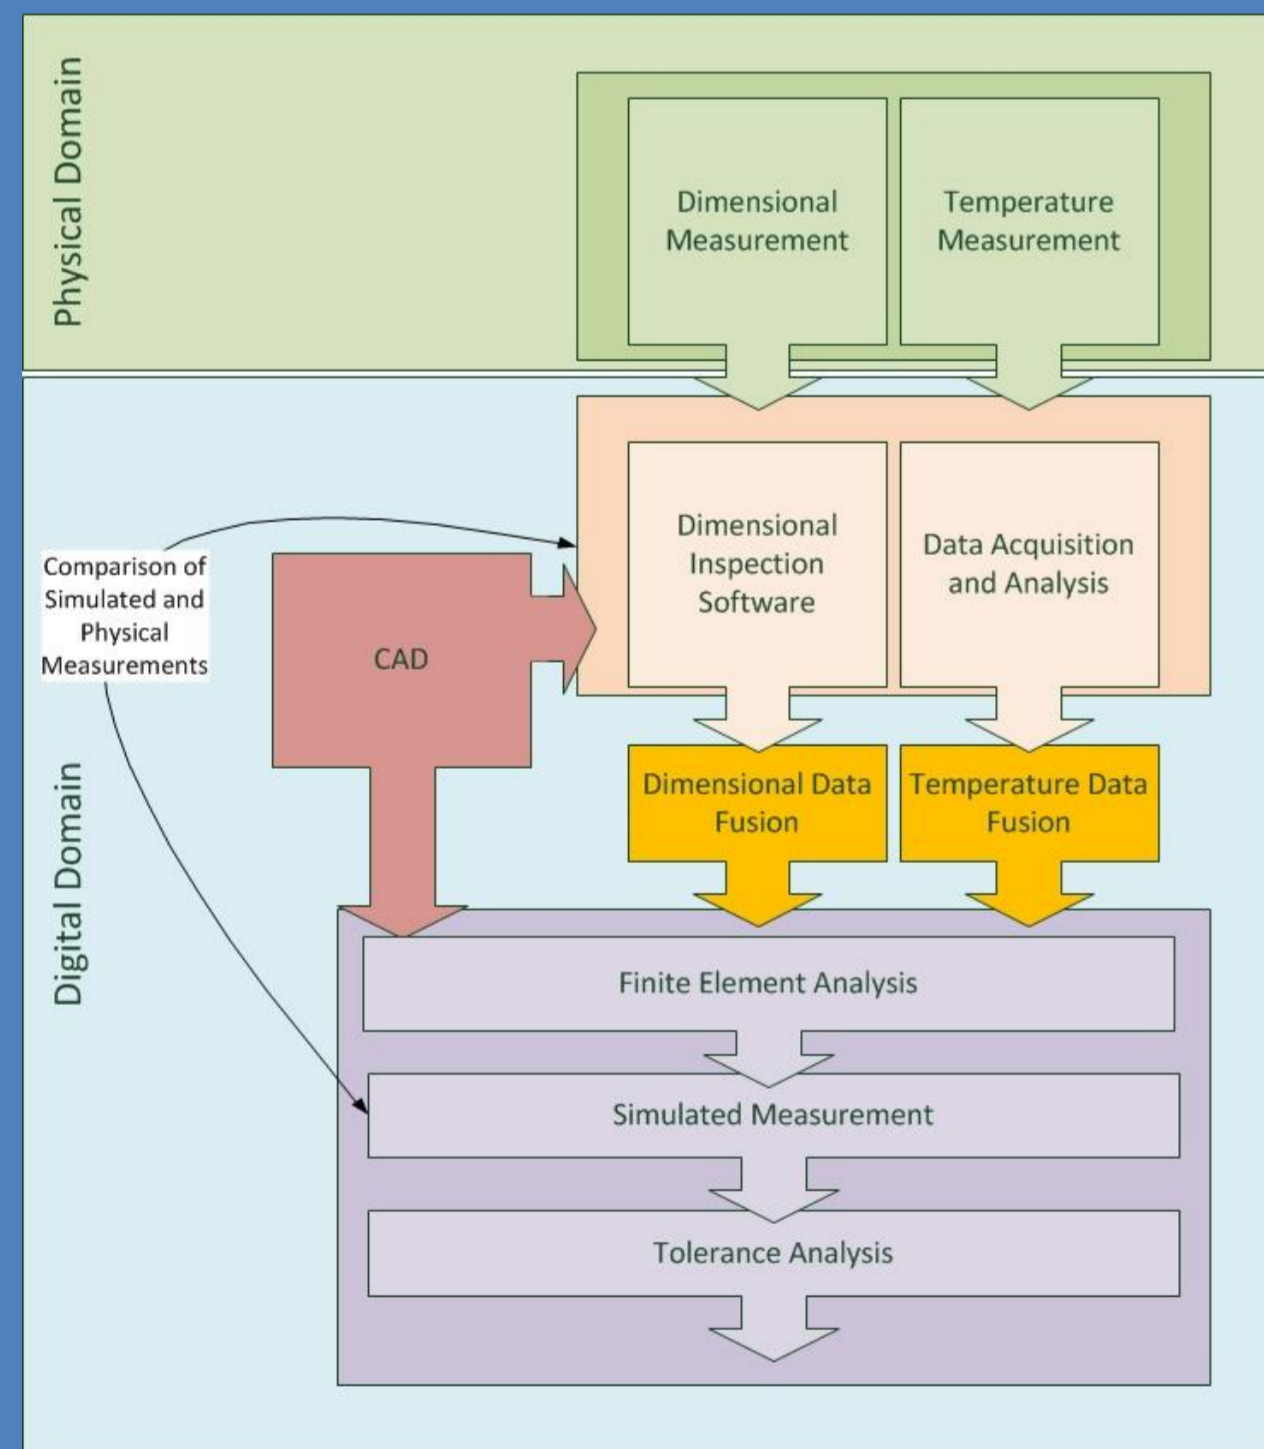 Physical Domain
Dimensional
Measurement
Temperature
Measurement
Dimensional
Inspection
Software
Data Acquisition
and Analysis
Comparison of
Simulated and
Physical
Measurements
CAD
Digital Domain
Dimensional Data
Fusion
Temperature Data
Fusion
Finite Element Analysis
Simulated Measurement
Tolerance Analysis